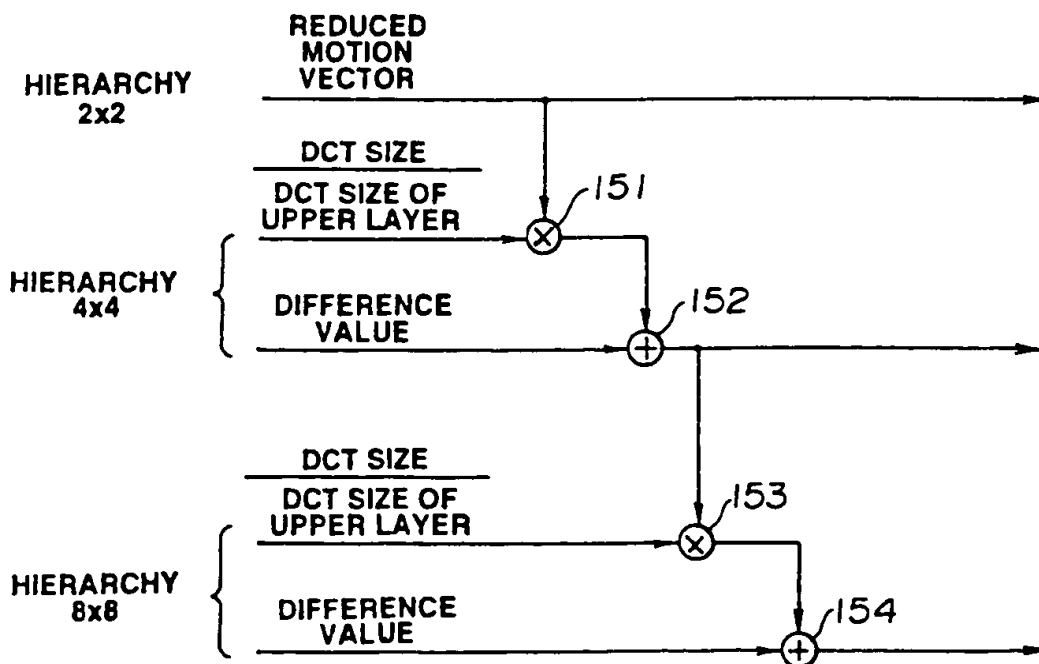 REDUCED
MOTION
VECTOR
HIERARCHY
2x2
DCT SIZE
DCT SIZE OF
UPPER LAYER
151
HIERARCHY
4x4
DIFFERENCE
VALUE
152
DCT SIZE
DCT SIZE OF
UPPER LAYER
153
HIERARCHY
8x8
DIFFERENCE
VALUE
154